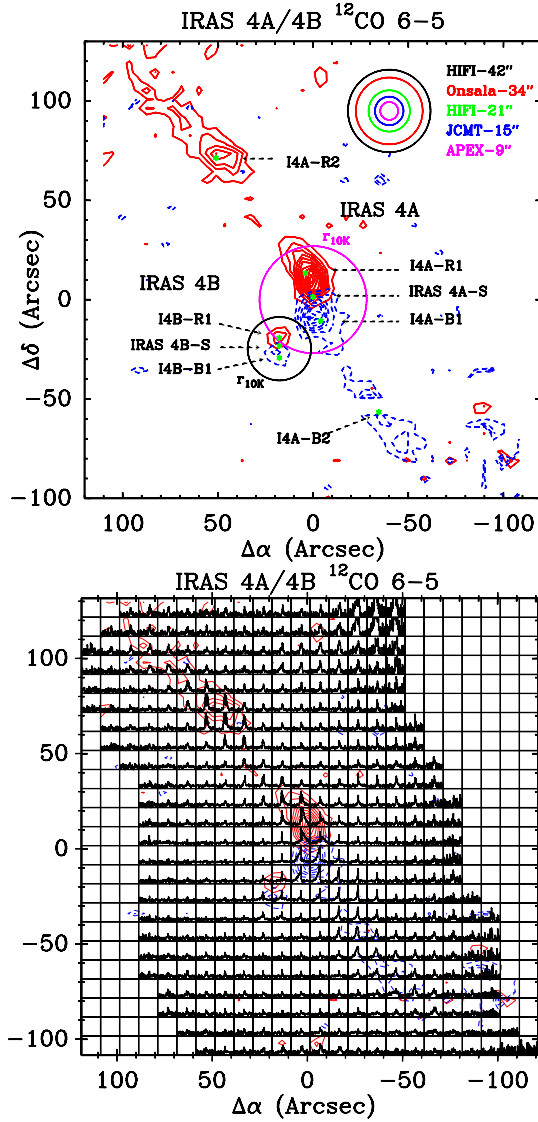 IRAS 4A/4B ¹²CO 6-5
HIFI-42"
Onsala-34"
HIFI-21"
JCMT-15"
APEX-9"
I4A-R2
IRAS 4A
r10K
IRAS 4B
I4A-R1
IRAS 4A-S
I4A-B1
I4B-R1
IRAS 4B-S
I4B-B1
r10K
I4A-B2
100
50
0
-50
-100
Δδ (Arcsec)
100 50 0 -50 -100
Δα (Arcsec)
IRAS 4A/4B ¹²CO 6-5
100
50
0
-50
-100
Δδ (Arcsec)
100 50 0 -50 -100
Δα (Arcsec)